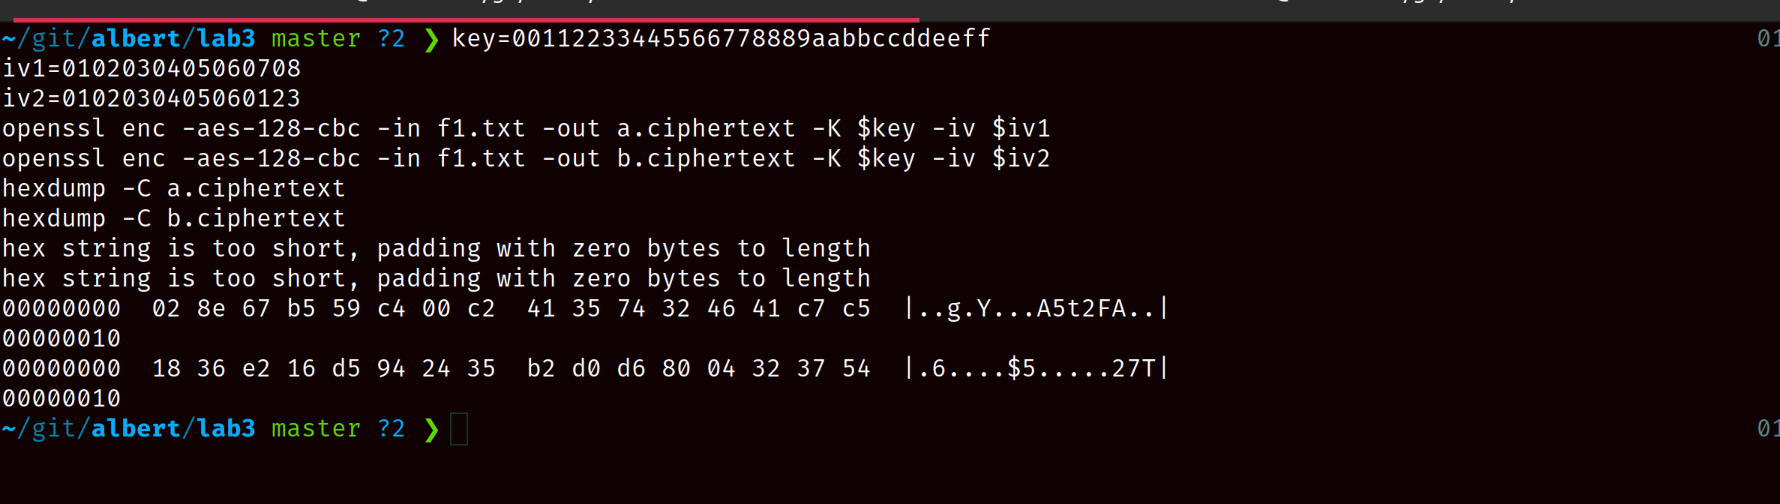 ~/git/albert/lab3 master ?2 ❯ key=00112233445566778889aabbccddeeff 01
iv1=0102030405060708
iv2=0102030405060123
openssl enc -aes-128-cbc -in f1.txt -out a.ciphertext -K $key -iv $iv1
openssl enc -aes-128-cbc -in f1.txt -out b.ciphertext -K $key -iv $iv2
hexdump -C a.ciphertext
hexdump -C b.ciphertext
hex string is too short, padding with zero bytes to length
hex string is too short, padding with zero bytes to length
00000000  02 8e 67 b5 59 c4 00 c2  41 35 74 32 46 41 c7 c5  |..g.Y...A5t2FA..|
00000010
00000000  18 36 e2 16 d5 94 24 35  b2 d0 d6 80 04 32 37 54  |.6....$5.....27T|
00000010
~/git/albert/lab3 master ?2 ❯ 01